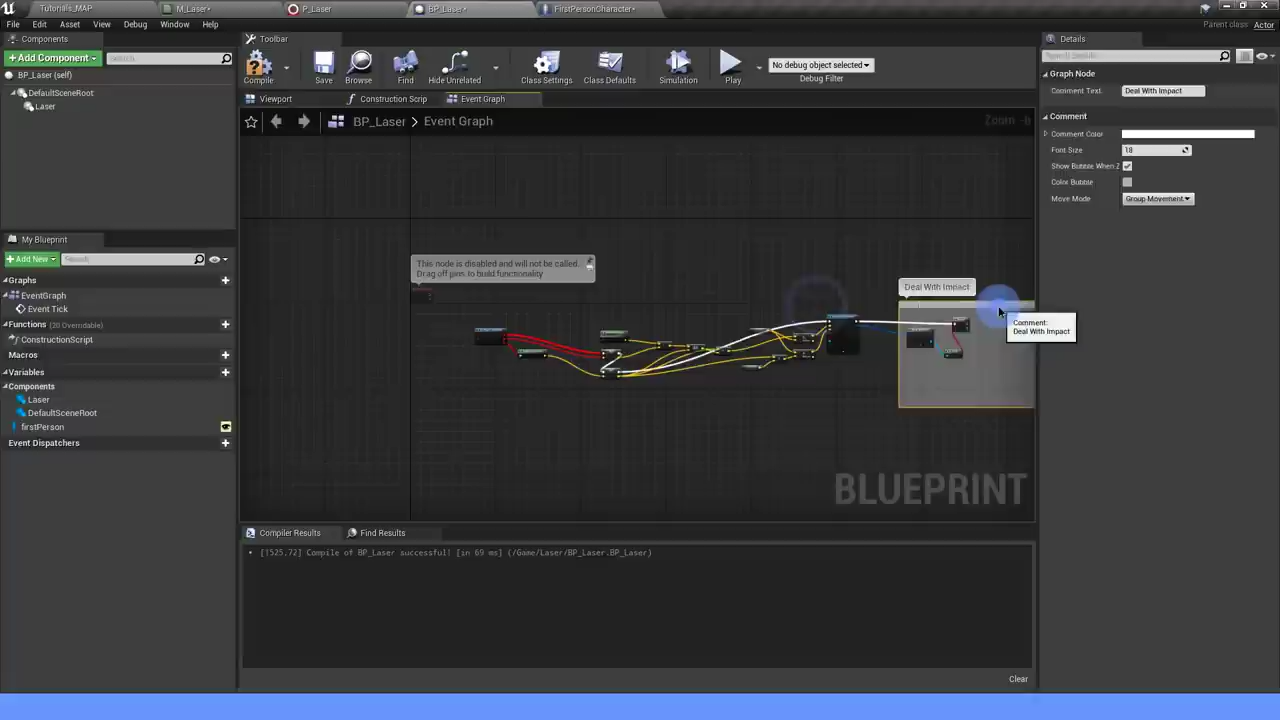 Tutorials_MAP
M_Laser*
P_Laser
BP_Laser*
FirstPersonCharacter*
File Edit Asset View Debug Window Help
Parent class: Actor
Components
Toolbar
Details
+ Add Component
Search
Compile
Save
Browse
Find
Hide Unrelated
Class Settings
Class Defaults
Simulation
Play
No debug object selected
Debug Filter
BP_Laser (self)
DefaultSceneRoot
Laser
Viewport
Construction Scrip
Event Graph
BP_Laser > Event Graph
Zoom -8
Graph Node
Comment Text
Deal With Impact
Comment
Comment Color
Font Size
18
Show Bubble When Z
Color Bubble
Move Mode
Group Movement
My Blueprint
+ Add New
Search
Graphs
EventGraph
Event Tick
Functions (20 Overridable)
ConstructionScript
Macros
Variables
Components
Laser
DefaultSceneRoot
firstPerson
Event Dispatchers
This node is disabled and will not be called.
Drag off pins to build functionality
Deal With Impact
Comment:
Deal With Impact
BLUEPRINT
Compiler Results
Find Results
[1525.72] Compile of BP_Laser successful! [in 69 ms] (/Game/Laser/BP_Laser.BP_Laser)
Clear